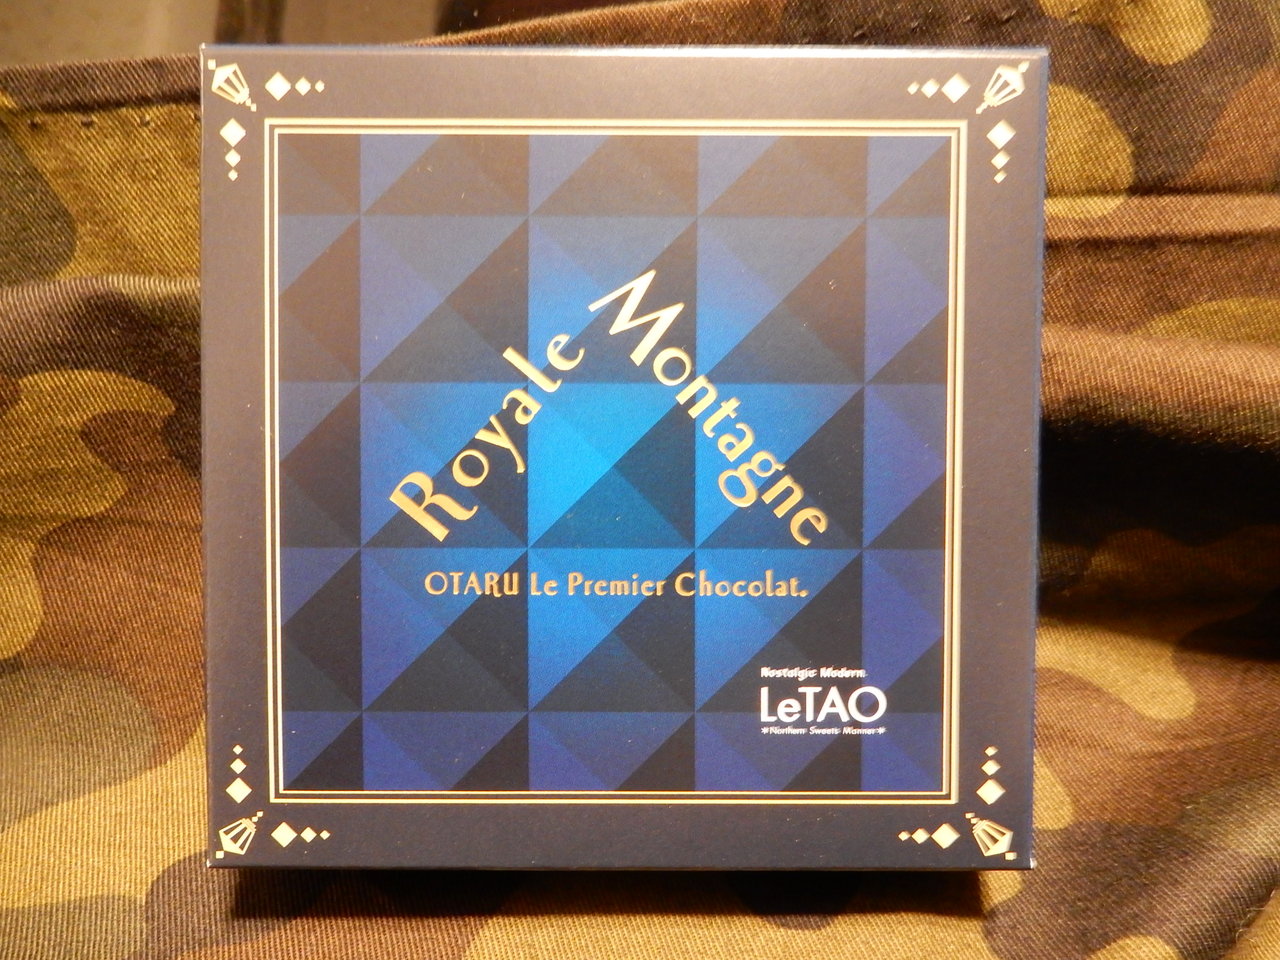 Royale Montagne
OTARU Le Premier Chocolat.
Nostalgic Modern
LeTAO
*Northern Sweets Manner*